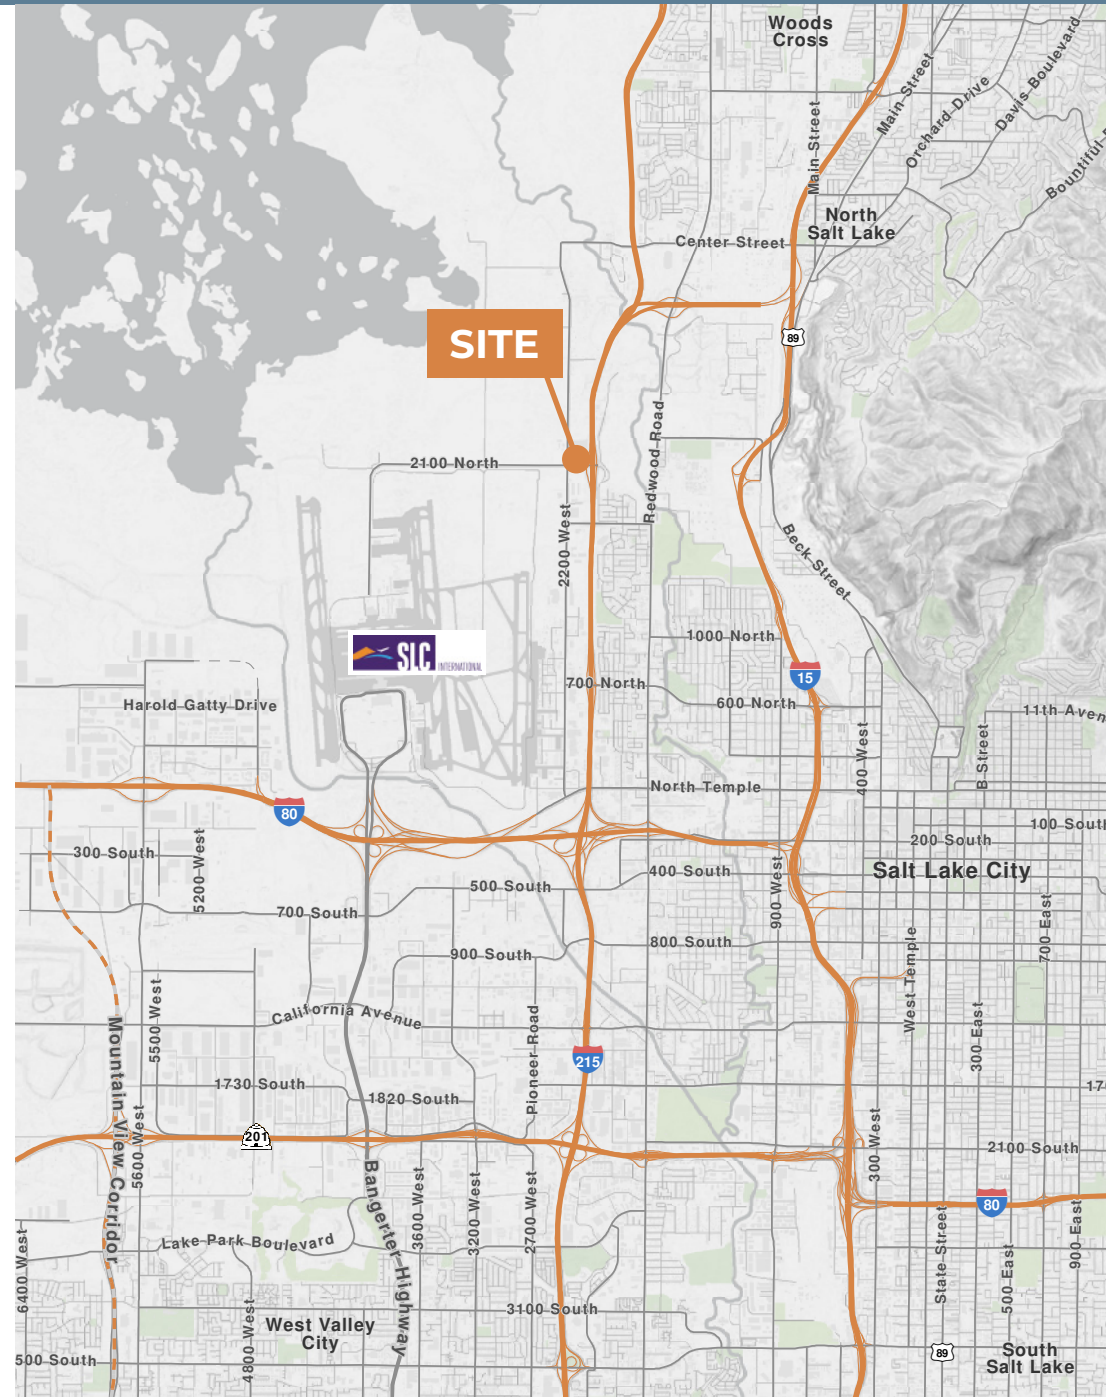 Woods
Cross
Main Street
Orchard Drive
Davis Boulevard
Main Street
North
Salt Lake
Center Street
SITE
89
Redwood Road
2100 North
2200 West
Beck Street
1000 North
SLC
INTERNATIONAL
15
700 North
600 North
Harold Gatty Drive
400 West
B Street
North Temple
80
300 South
5200 West
200 South
400 South
Salt Lake City
900 West
500 South
700 South
700 East
800 South
900 South
West Temple
5500 West
California Avenue
Pioneer Road
300 East
Mountain View Corridor
215
1730 South
1820 South
5600 West
201
300 West
2100 South
Bangerter Highway
3600 West
3200 West
2700 West
80
900 East
State Street
Lake Park Boulevard
6400 West
500 East
4800 West
3100 South
West Valley
City
500 South
89
South
Salt Lake